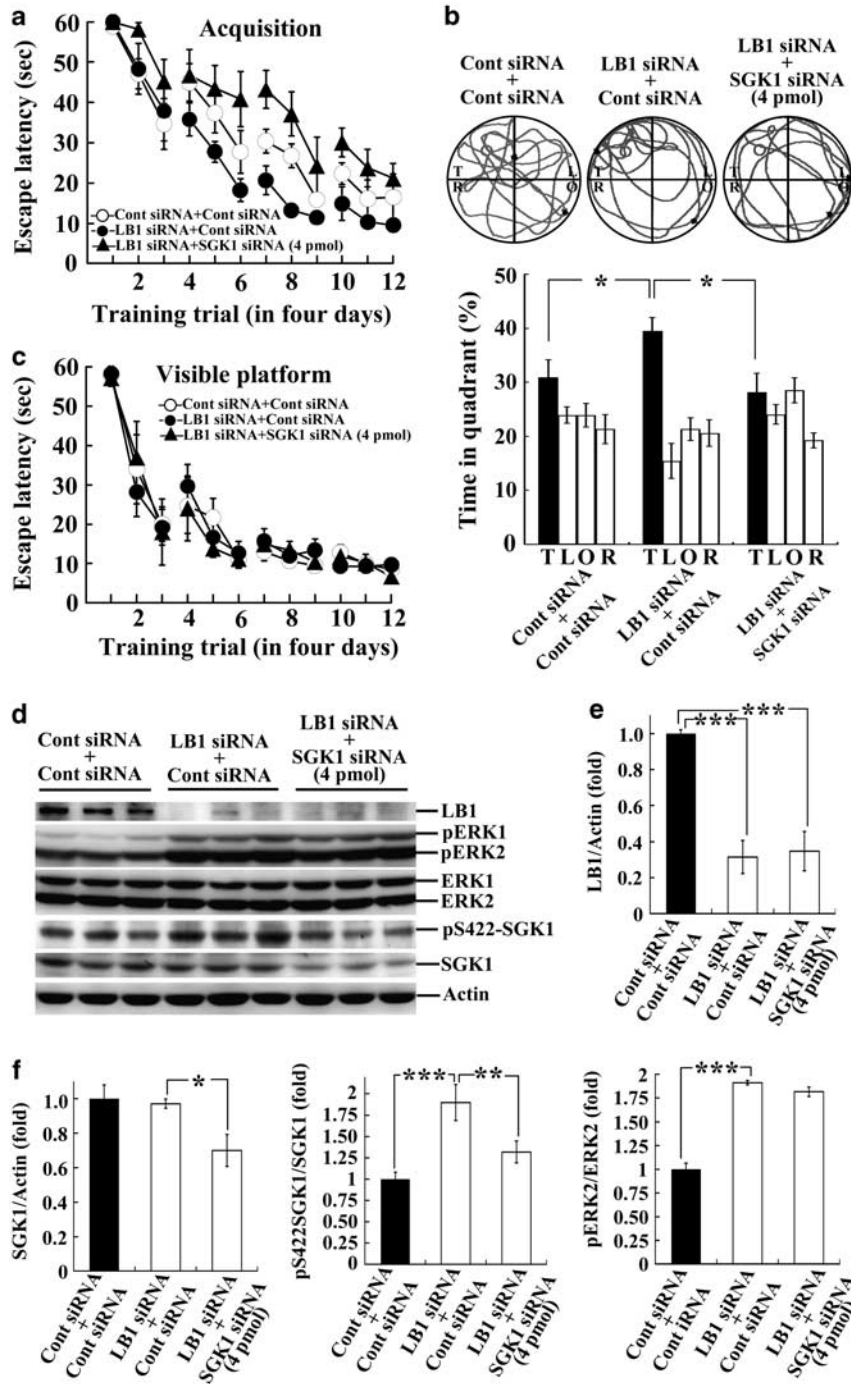 a
Acquisition
Escape latency (sec)
60
50
40
30
20
10
0
Cont siRNA+Cont siRNA
LB1 siRNA+Cont siRNA
LB1 siRNA+SGK1 siRNA (4 pmol)
2 4 6 8 10 12
Training trial (in four days)
b
Cont siRNA
+
Cont siRNA
LB1 siRNA
+
Cont siRNA
LB1 siRNA
+
SGK1 siRNA
(4 pmol)
T L
R O
T L
R O
T L
R O
Time in quadrant (%)
50
40
30
20
10
0
* *
T L O R T L O R T L O R
Cont siRNA
+
Cont siRNA
LB1 siRNA
+
Cont siRNA
LB1 siRNA
+
SGK1 siRNA
c
Visible platform
Escape latency (sec)
60
50
40
30
20
10
0
Cont siRNA+Cont siRNA
LB1 siRNA+Cont siRNA
LB1 siRNA+SGK1 siRNA (4 pmol)
2 4 6 8 10 12
Training trial (in four days)
d
Cont siRNA
+
Cont siRNA
LB1 siRNA
+
Cont siRNA
LB1 siRNA
+
SGK1 siRNA
(4 pmol)
LB1
pERK1
pERK2
ERK1
ERK2
pS422-SGK1
SGK1
Actin
e
LB1/Actin (fold)
1.0
0.8
0.6
0.4
0.2
0
*** ***
Cont siRNA
+
Cont siRNA
LB1 siRNA
+
Cont siRNA
LB1 siRNA
+
SGK1 siRNA
(4 pmol)
f
SGK1/Actin (fold)
1.0
0.8
0.6
0.4
0.2
0
*
Cont siRNA
+
Cont siRNA
LB1 siRNA
+
Cont siRNA
LB1 siRNA
+
SGK1 siRNA
(4 pmol)
pS422SGK1/SGK1 (fold)
2
1.75
1.5
1.25
1
0.75
0.5
0.25
0
*** **
Cont siRNA
+
Cont siRNA
LB1 siRNA
+
Cont siRNA
LB1 siRNA
+
SGK1 siRNA
(4 pmol)
pERK2/ERK2 (fold)
2
1.75
1.5
1.25
1
0.75
0.5
0.25
0
***
Cont siRNA
+
Cont iRNA
LB1 siRNA
+
Cont siRNA
LB1 siRNA
+
SGK1 siRNA
(4 pmol)